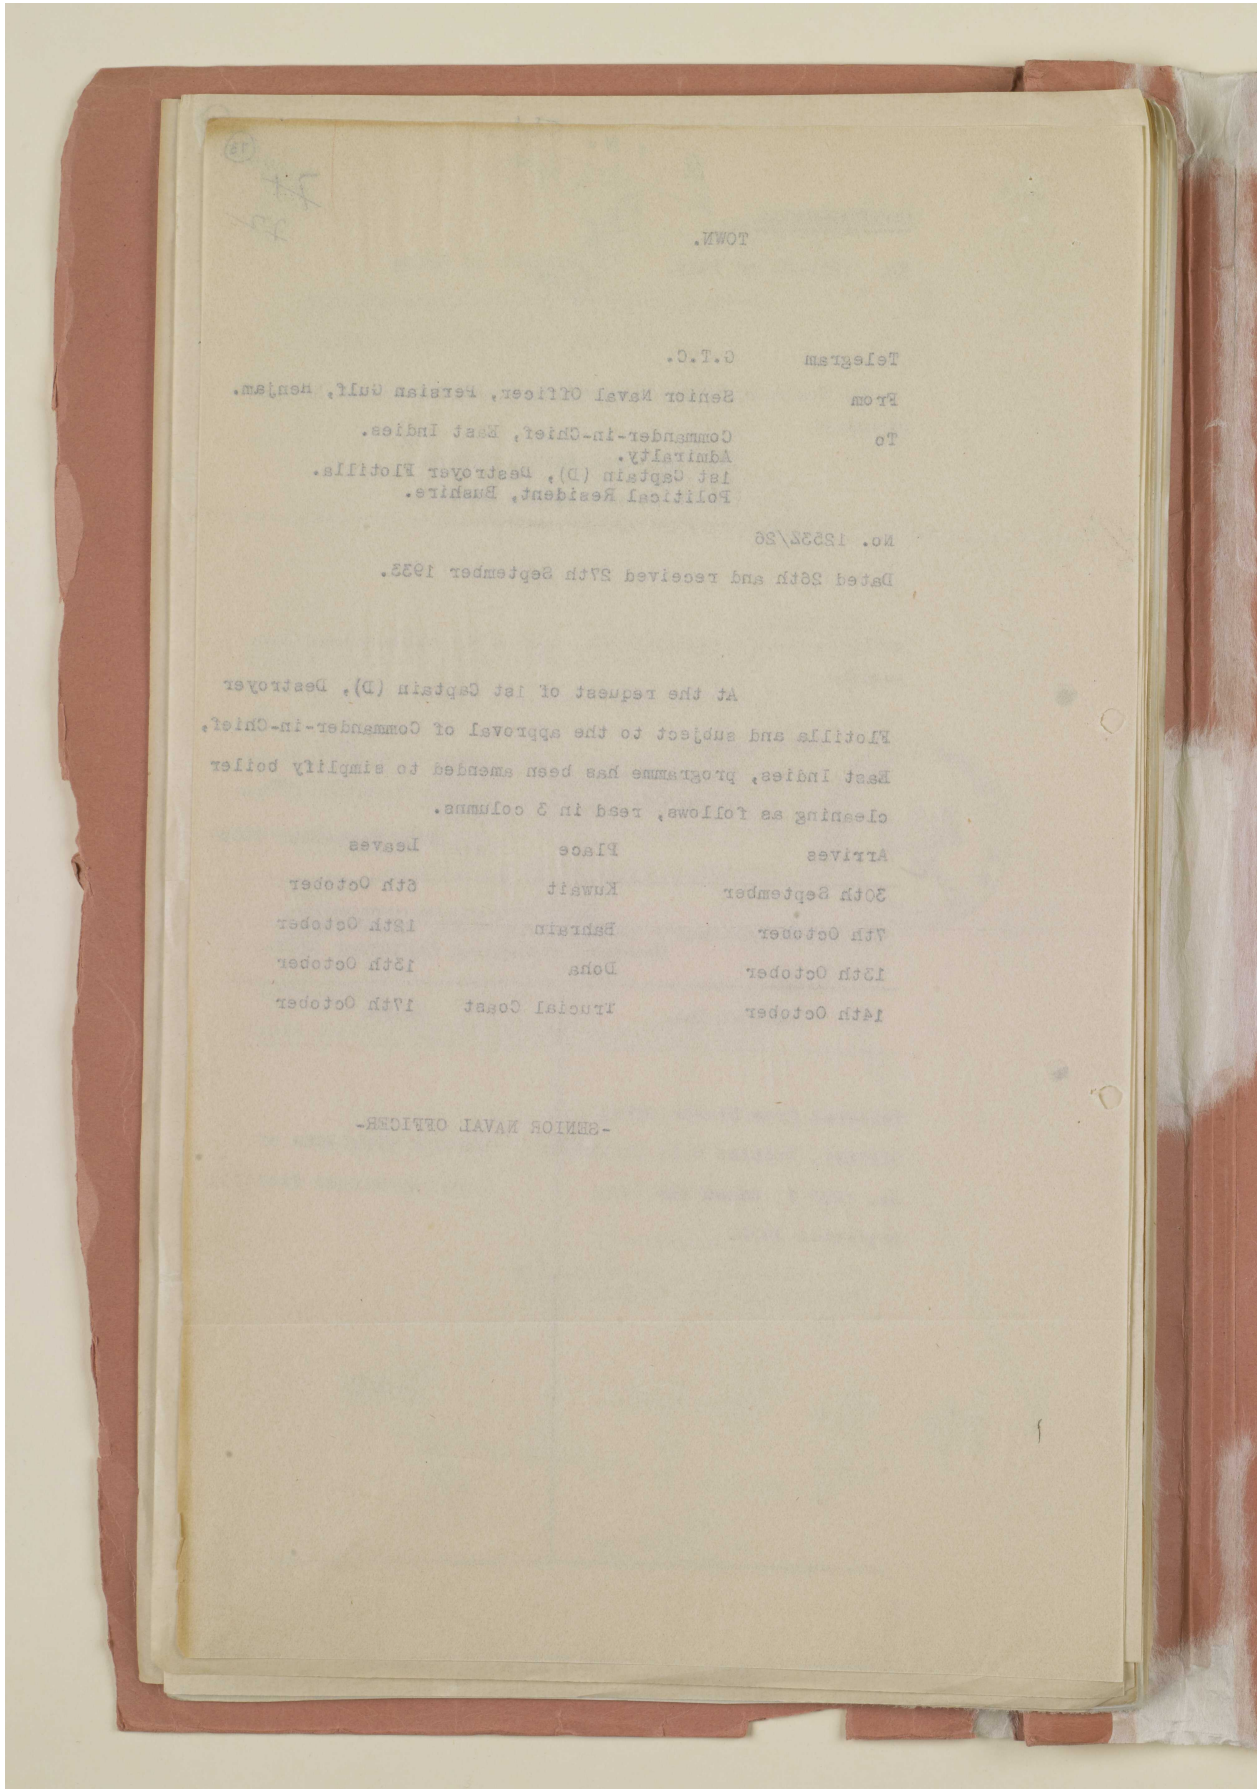 TOWN.
Telegram G.T.C.
From Senior Naval Officer, Persian Gulf, Henjam.
To Commander-in-Chief, East Indies.
Admiralty.
1st Captain (D), Destroyer Flotilla.
Political Resident, Bushire.
No. 1253Z/26
Dated 26th and received 27th September 1933.
At the request of 1st Captain (D), Destroyer
Flotilla and subject to the approval of Commander-in-Chief,
East Indies, programme has been amended to simplify boiler
cleaning as follows, read in 3 columns.
Arrives Place Leaves
30th September Kuwait 6th October
7th October Bahrain 12th October
13th October Doha 13th October
14th October Trucial Coast 17th October
-SENIOR NAVAL OFFICER-